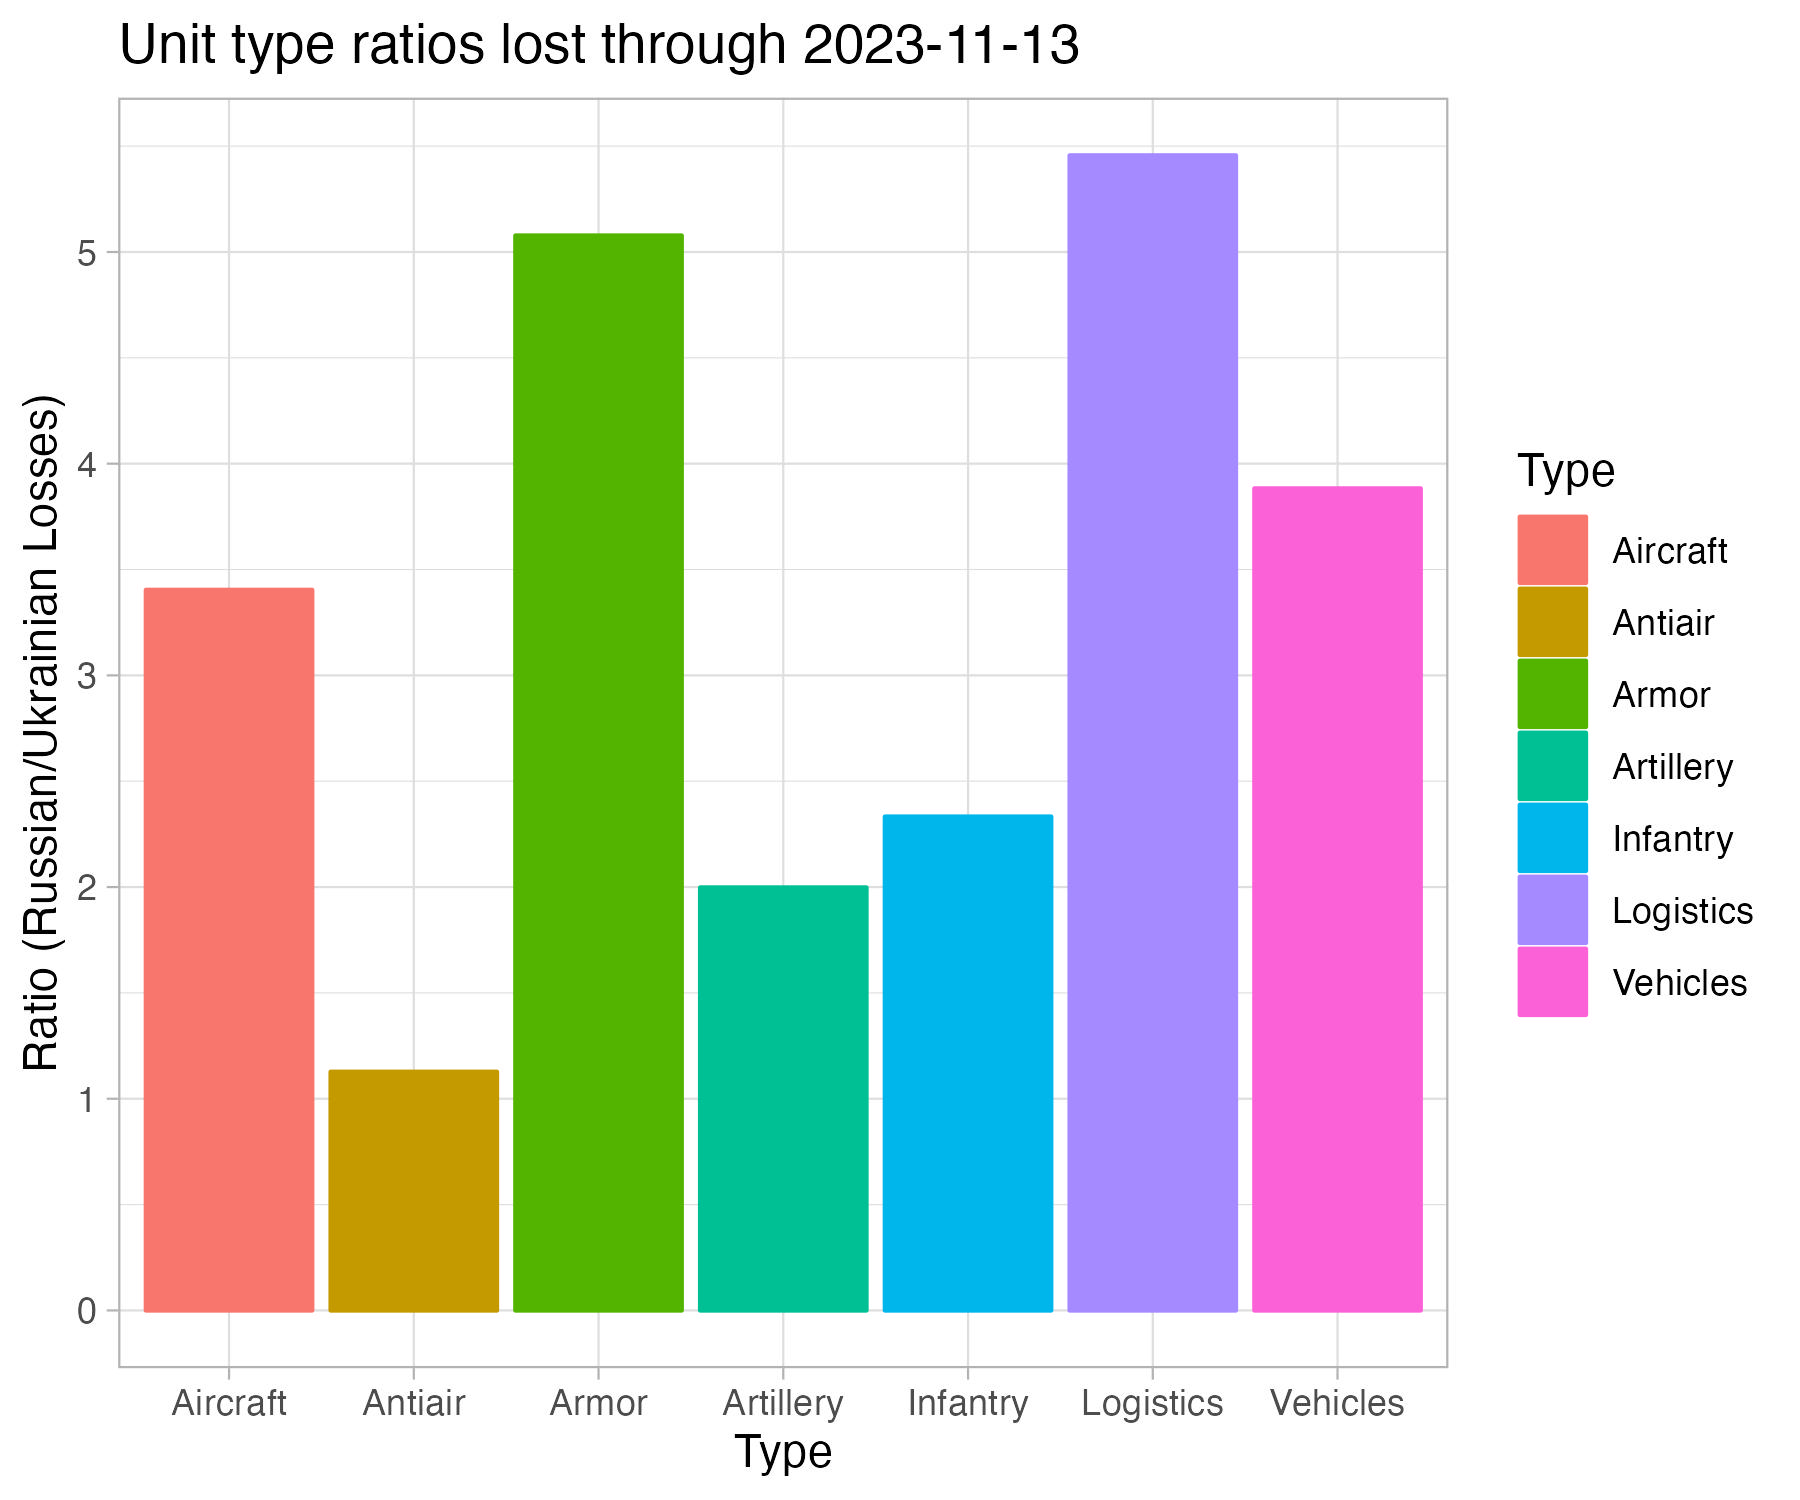 Unit type ratios lost through 2023-11-13
Ratio (Russian/Ukrainian Losses)
5
4
3
2
1
0
Aircraft
Antiair
Armor
Artillery
Infantry
Logistics
Vehicles
Type
Type
Aircraft
Antiair
Armor
Artillery
Infantry
Logistics
Vehicles